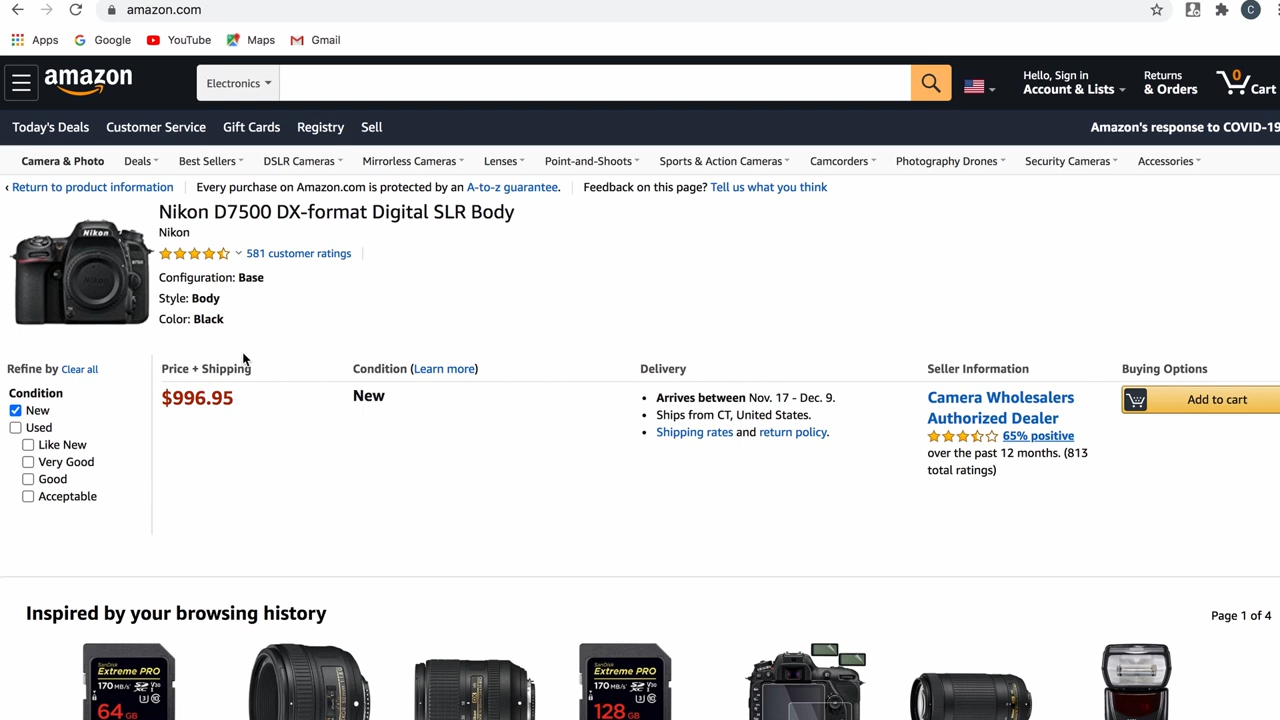 amazon.com
C
Apps
Google
YouTube
Maps
Gmail
amazon
Electronics
Hello, Sign in
Account & Lists
Returns
& Orders
0
Cart
Today's Deals
Customer Service
Gift Cards
Registry
Sell
Amazon's response to COVID-19
Camera & Photo
Deals
Best Sellers
DSLR Cameras
Mirrorless Cameras
Lenses
Point-and-Shoots
Sports & Action Cameras
Camcorders
Photography Drones
Security Cameras
Accessories
‹ Return to product information
Every purchase on Amazon.com is protected by an A-to-z guarantee.
Feedback on this page? Tell us what you think
Nikon D7500 DX-format Digital SLR Body
Nikon
581 customer ratings
Configuration: Base
Style: Body
Color: Black
Nikon
Refine by Clear all
Condition
New
Used
Like New
Very Good
Good
Acceptable
Price + Shipping
$996.95
Condition (Learn more)
New
Delivery
• Arrives between Nov. 17 - Dec. 9.
• Ships from CT, United States.
• Shipping rates and return policy.
Seller Information
Camera Wholesalers
Authorized Dealer
65% positive
over the past 12 months. (813
total ratings)
Buying Options
Add to cart
Inspired by your browsing history
Page 1 of 4
SanDisk
Extreme PRO
170 MB/s
64 GB
SanDisk
Extreme PRO
170 MB/s
128 GB